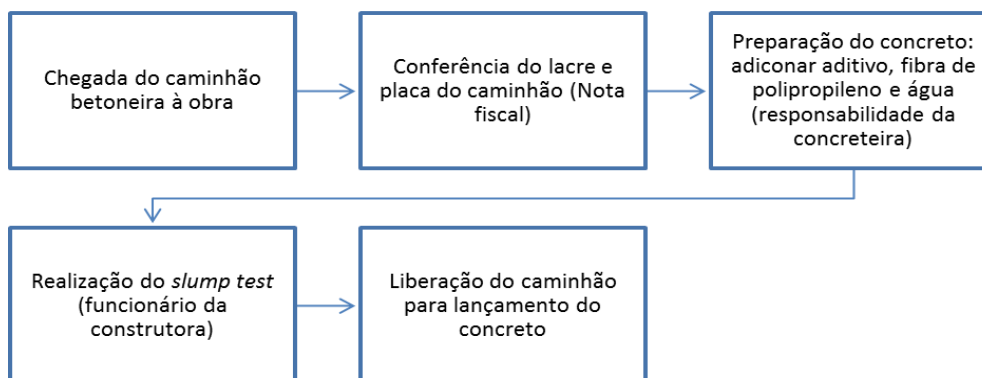 Chegada do caminhão
betoneira à obra
Conferência do lacre e
placa do caminhão (Nota
fiscal)
Preparação do concreto:
adiconar aditivo, fibra de
polipropileno e água
(responsabilidade da
concreteira)
Realização do slump test
(funcionário da
construtora)
Liberação do caminhão
para lançamento do
concreto